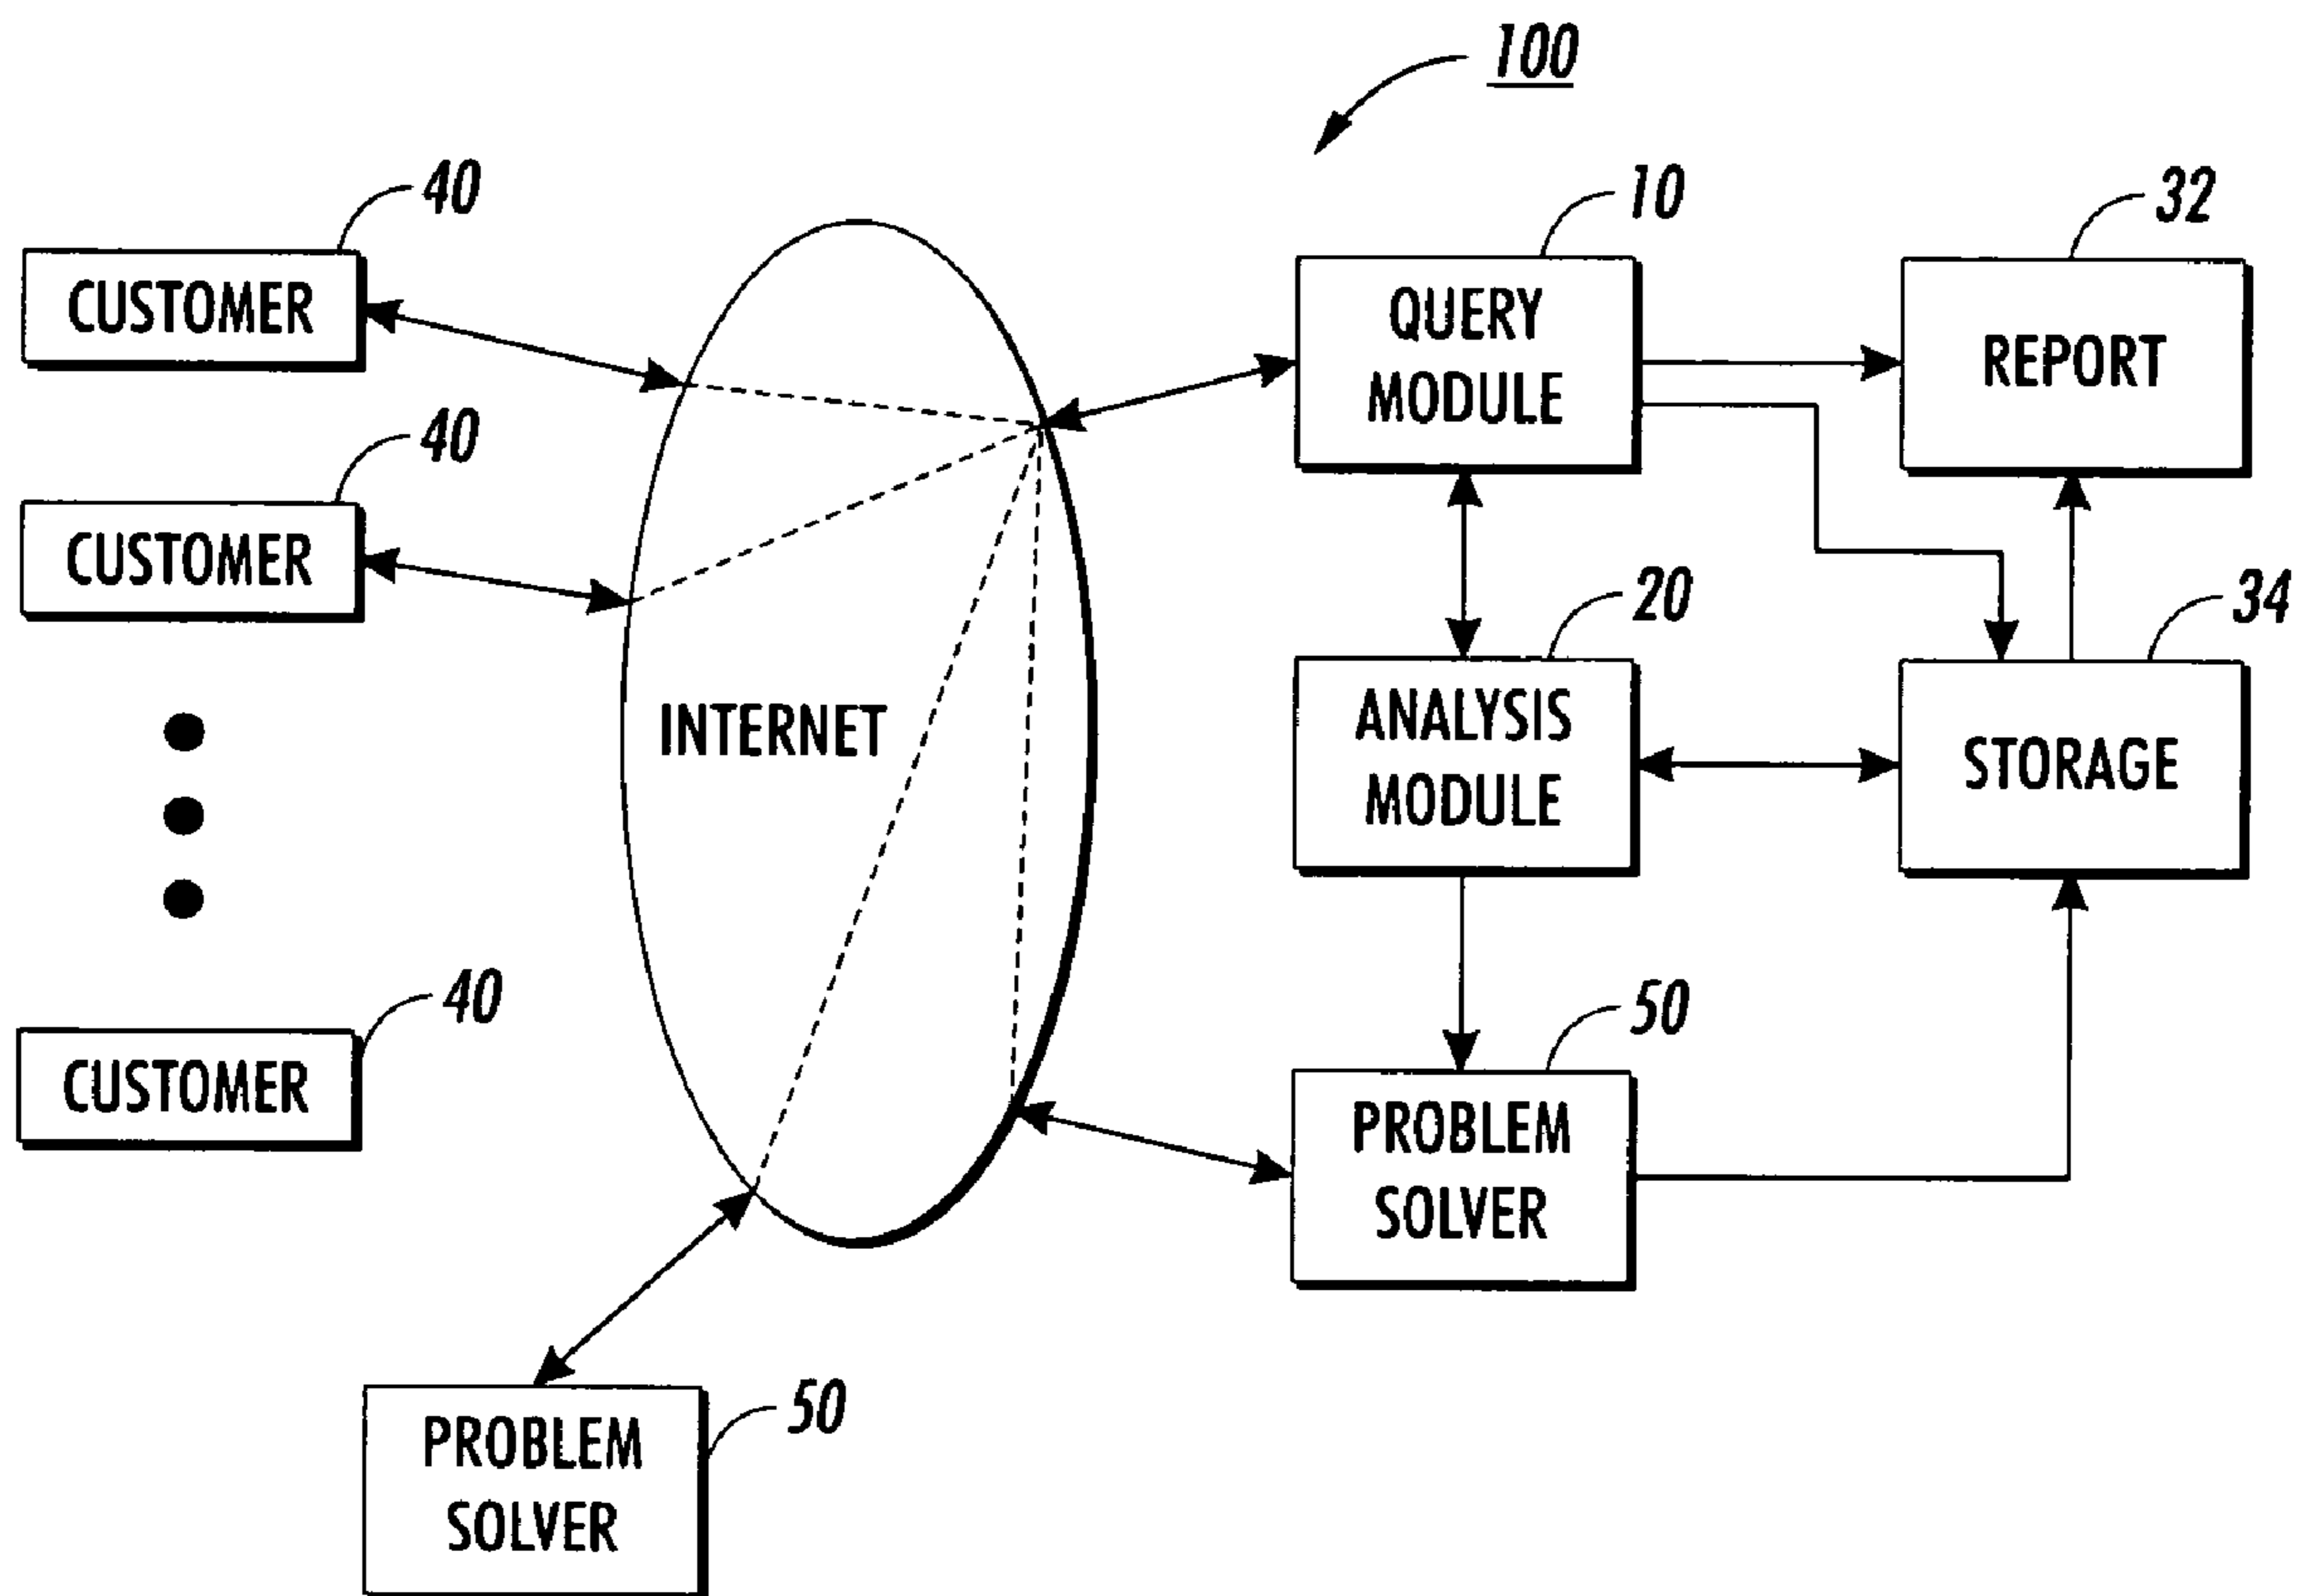 100
40
CUSTOMER
40
CUSTOMER
40
CUSTOMER
INTERNET
10
QUERY
MODULE
32
REPORT
20
ANALYSIS
MODULE
34
STORAGE
50
PROBLEM
SOLVER
50
PROBLEM
SOLVER